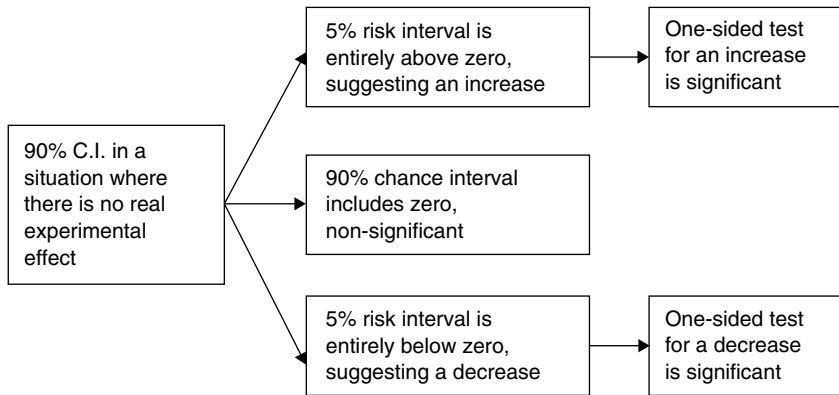 90% C.I. in a
situation where
there is no real
experimental
effect
5% risk interval is
entirely above zero,
suggesting an increase
One-sided test
for an increase
is significant
90% chance interval
includes zero,
non-significant
5% risk interval is
entirely below zero,
suggesting a decrease
One-sided test
for a decrease
is significant